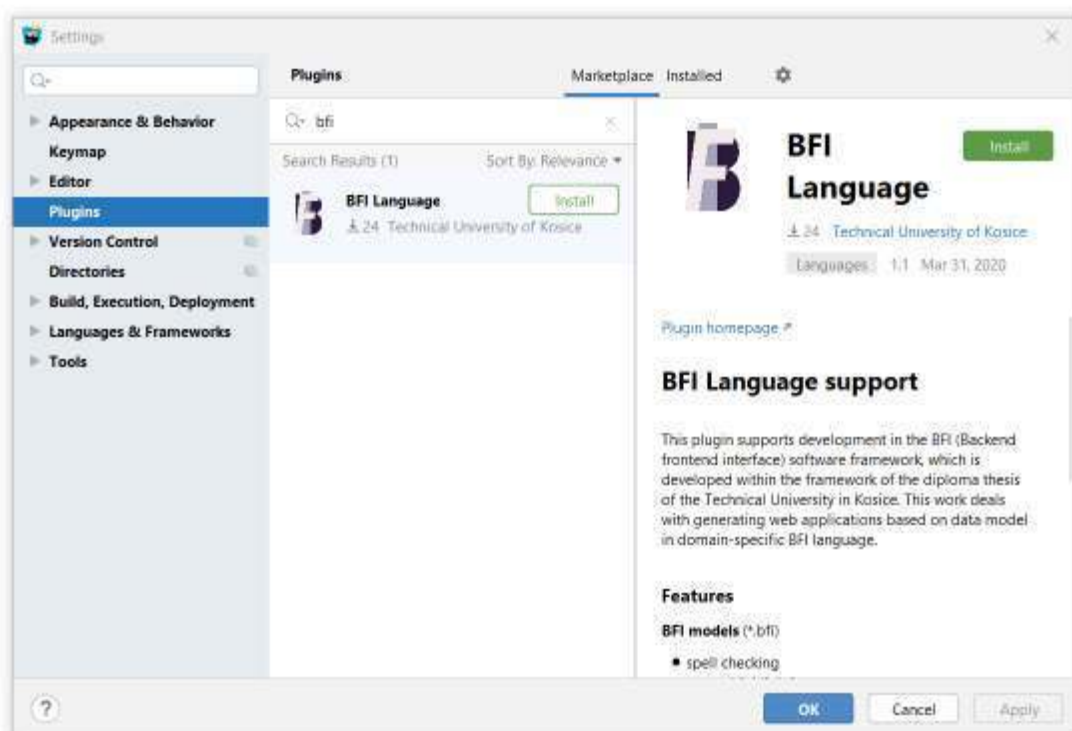 Settings
Plugins
Marketplace Installed
Appearance & Behavior
Keymap
Editor
Plugins
Version Control
Directories
Build, Execution, Deployment
Languages & Frameworks
Tools
bfi
Search Results (1) Sort By: Relevance
BFI Language Install
24 Technical University of Kosice
BFI
Language
Install
24 Technical University of Kosice
Languages 1.1 Mar 31, 2020
Plugin homepage
BFI Language support
This plugin supports development in the BFI (Backend
frontend interface) software framework, which is
developed within the framework of the diploma thesis
of the Technical University in Kosice. This work deals
with generating web applications based on data model
in domain-specific BFI language.
Features
BFI models (*.bfi)
spell checking
?
OK Cancel Apply